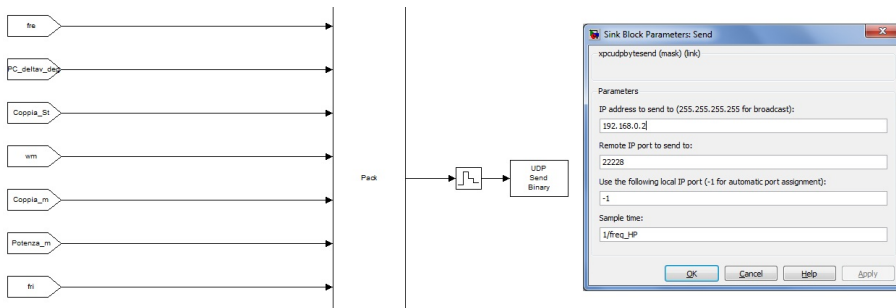 fre
PC_deltav_deg
Coppia_St
wm
Coppia_m
Potenza_m
fri
Pack
UDP
Send
Binary
Sink Block Parameters: Send
xpcudpbytesend (mask) (link)
Parameters
IP address to send to (255.255.255.255 for broadcast):
192.168.0.2
Remote IP port to send to:
22228
Use the following local IP port (-1 for automatic port assignment):
-1
Sample time:
1/freq_HP
OK
Cancel
Help
Apply